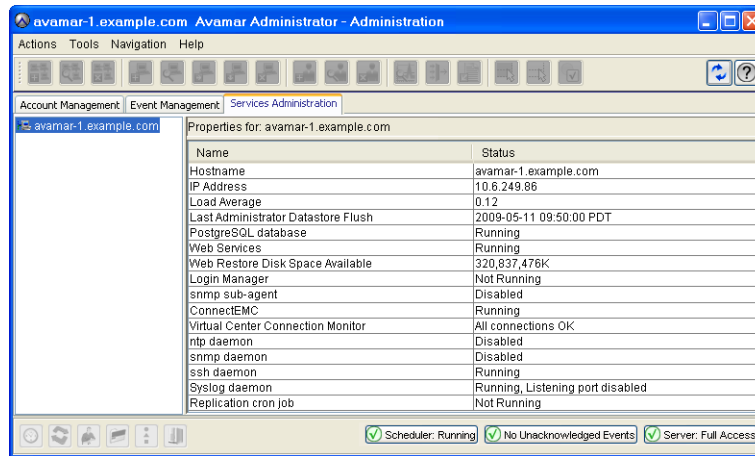 avamar-1.example.com Avamar Administrator - Administration
Actions Tools Navigation Help
Account Management Event Management Services Administration
avamar-1.example.com
Properties for: avamar-1.example.com
Name Status
Hostname avamar-1.example.com
IP Address 10.6.249.86
Load Average 0.12
Last Administrator Datastore Flush 2009-05-11 09:50:00 PDT
PostgreSQL database Running
Web Services Running
Web Restore Disk Space Available 320,837,476K
Login Manager Not Running
snmp sub-agent Disabled
ConnectEMC Running
Virtual Center Connection Monitor All connections OK
ntp daemon Disabled
snmp daemon Disabled
ssh daemon Running
Syslog daemon Running, Listening port disabled
Replication cron job Not Running
Scheduler: Running No Unacknowledged Events Server: Full Access